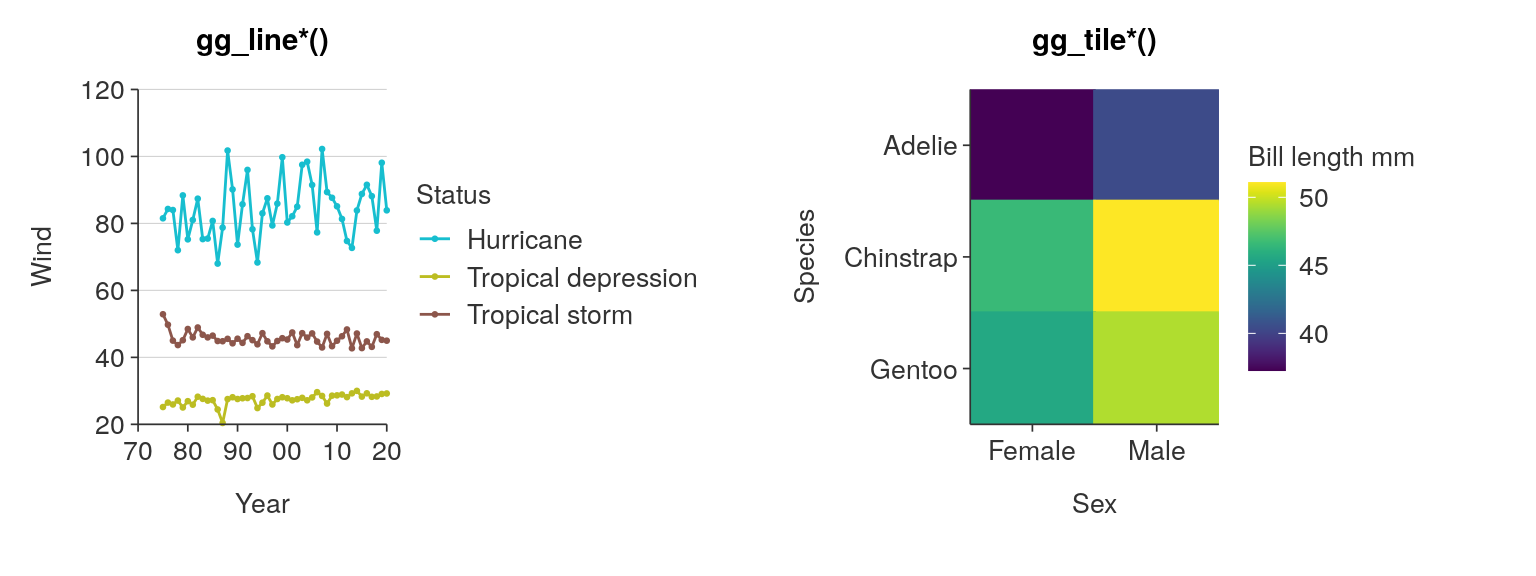 gg_line*()
120
100
80
60
40
20
70 80 90 00 10 20
Wind
Year
Status
Hurricane
Tropical depression
Tropical storm
gg_tile*()
Adelie
Chinstrap
Gentoo
Species
Female Male
Sex
Bill length mm
50
45
40